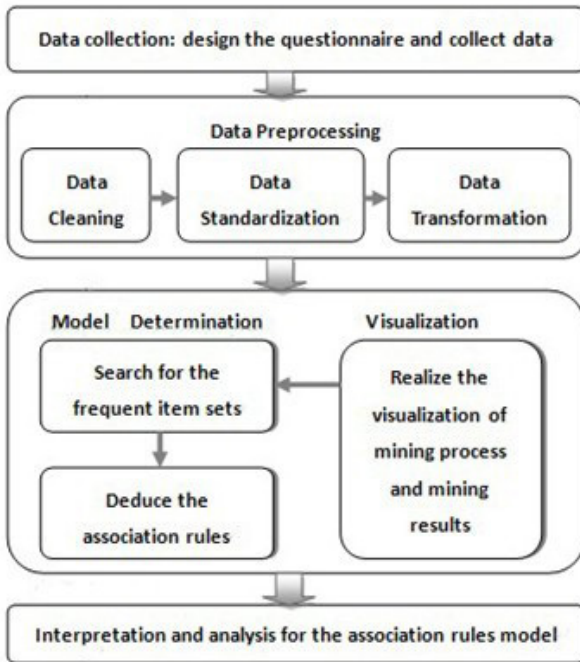 Data collection: design the questionnaire and collect data
Data Preprocessing
Data
Cleaning
Data
Standardization
Data
Transformation
Model Determination
Search for the
frequent item sets
Deduce the
association rules
Visualization
Realize the
visualization of
mining process
and mining
results
Interpretation and analysis for the association rules model